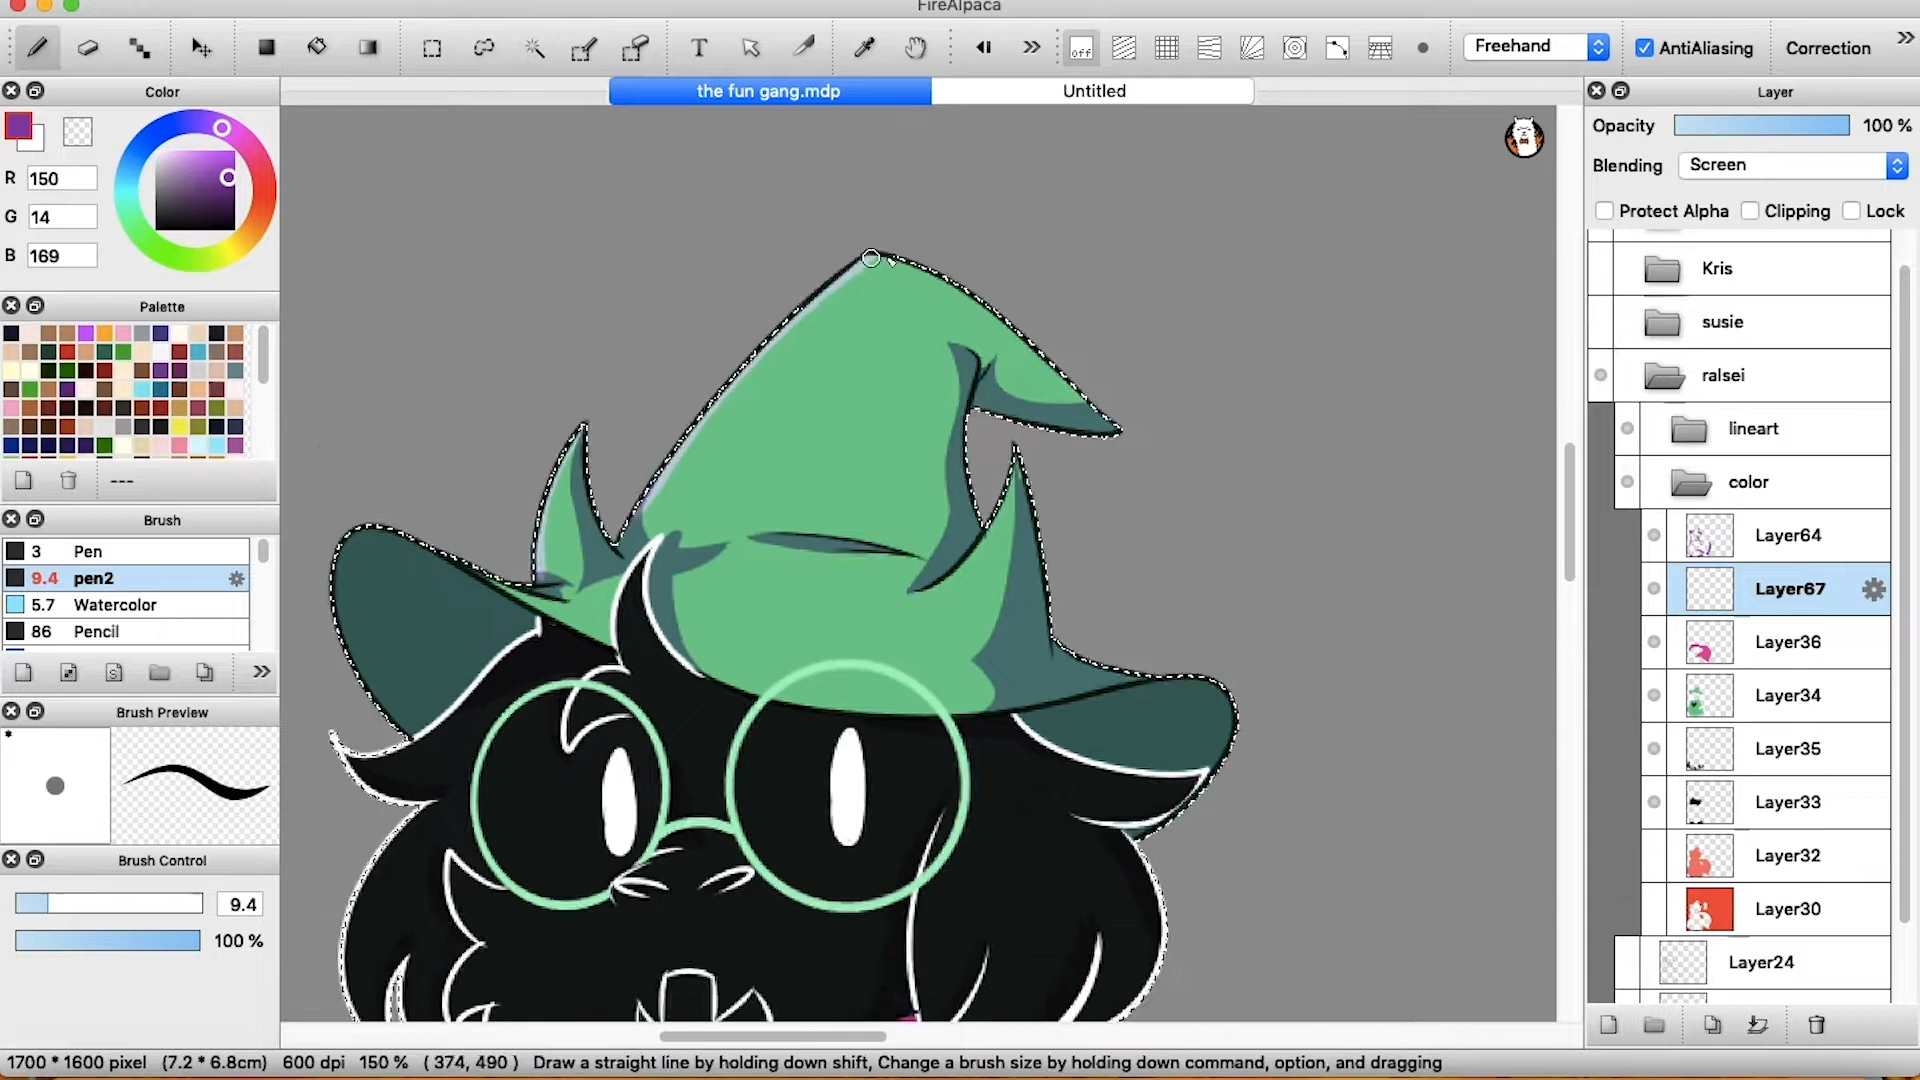 FireAlpaca
T
off
Freehand
AntiAliasing
Correction
Color
R 150
G 14
B 169
Palette
---
Brush
3 Pen
9.4 pen2
5.7 Watercolor
86 Pencil
Brush Preview
Brush Control
9.4
100 %
the fun gang.mdp
Untitled
Layer
Opacity 100 %
Blending Screen
Protect Alpha Clipping Lock
Kris
susie
ralsei
lineart
color
Layer64
Layer67
Layer36
Layer34
Layer35
Layer33
Layer32
Layer30
Layer24
1700 * 1600 pixel (7.2 * 6.8cm) 600 dpi 150 % ( 374, 490 ) Draw a straight line by holding down shift, Change a brush size by holding down command, option, and dragging